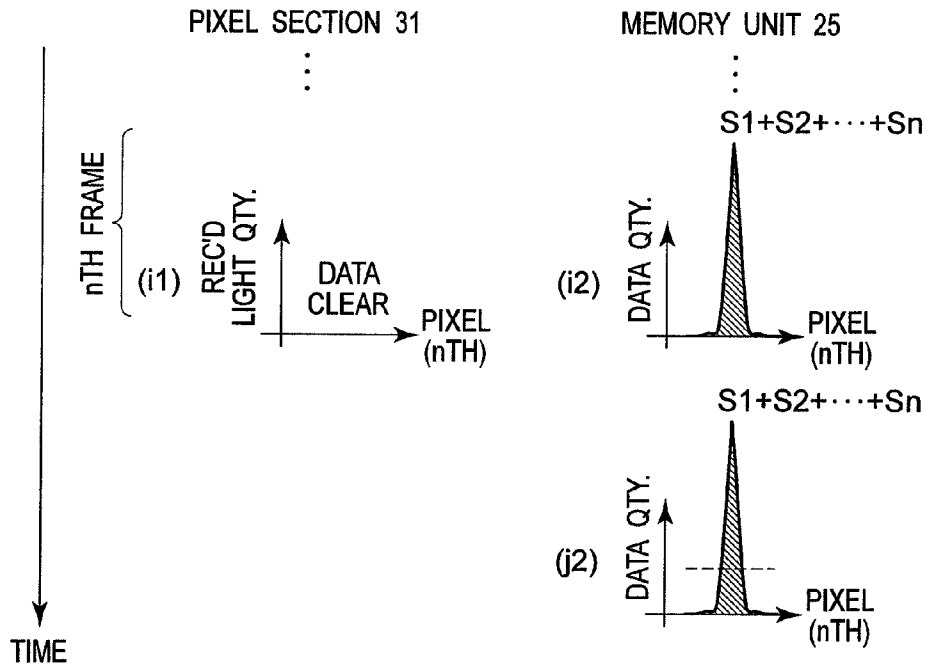 PIXEL SECTION 31
MEMORY UNIT 25
S1+S2+···+Sn
nTH FRAME
(i1)
REC'D
LIGHT QTY.
DATA
CLEAR
PIXEL
(nTH)
(i2)
DATA QTY.
PIXEL
(nTH)
S1+S2+···+Sn
(j2)
DATA QTY.
PIXEL
(nTH)
TIME